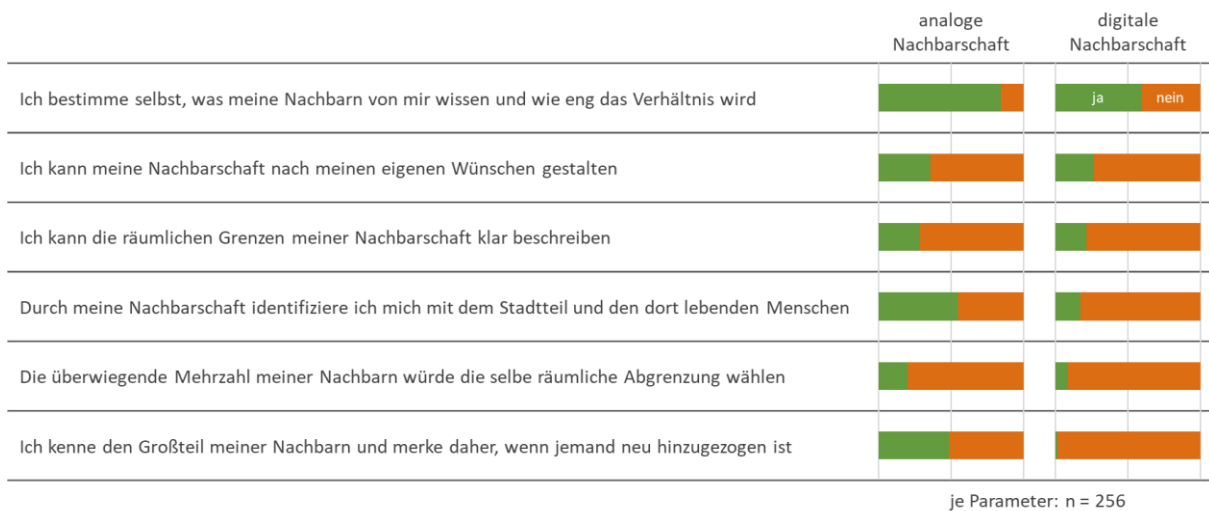 analoge
Nachbarschaft
digitale
Nachbarschaft
Ich bestimme selbst, was meine Nachbarn von mir wissen und wie eng das Verhältnis wird
ja
nein
Ich kann meine Nachbarschaft nach meinen eigenen Wünschen gestalten
Ich kann die räumlichen Grenzen meiner Nachbarschaft klar beschreiben
Durch meine Nachbarschaft identifiziere ich mich mit dem Stadtteil und den dort lebenden Menschen
Die überwiegende Mehrzahl meiner Nachbarn würde die selbe räumliche Abgrenzung wählen
Ich kenne den Großteil meiner Nachbarn und merke daher, wenn jemand neu hinzugezogen ist
je Parameter: n = 256